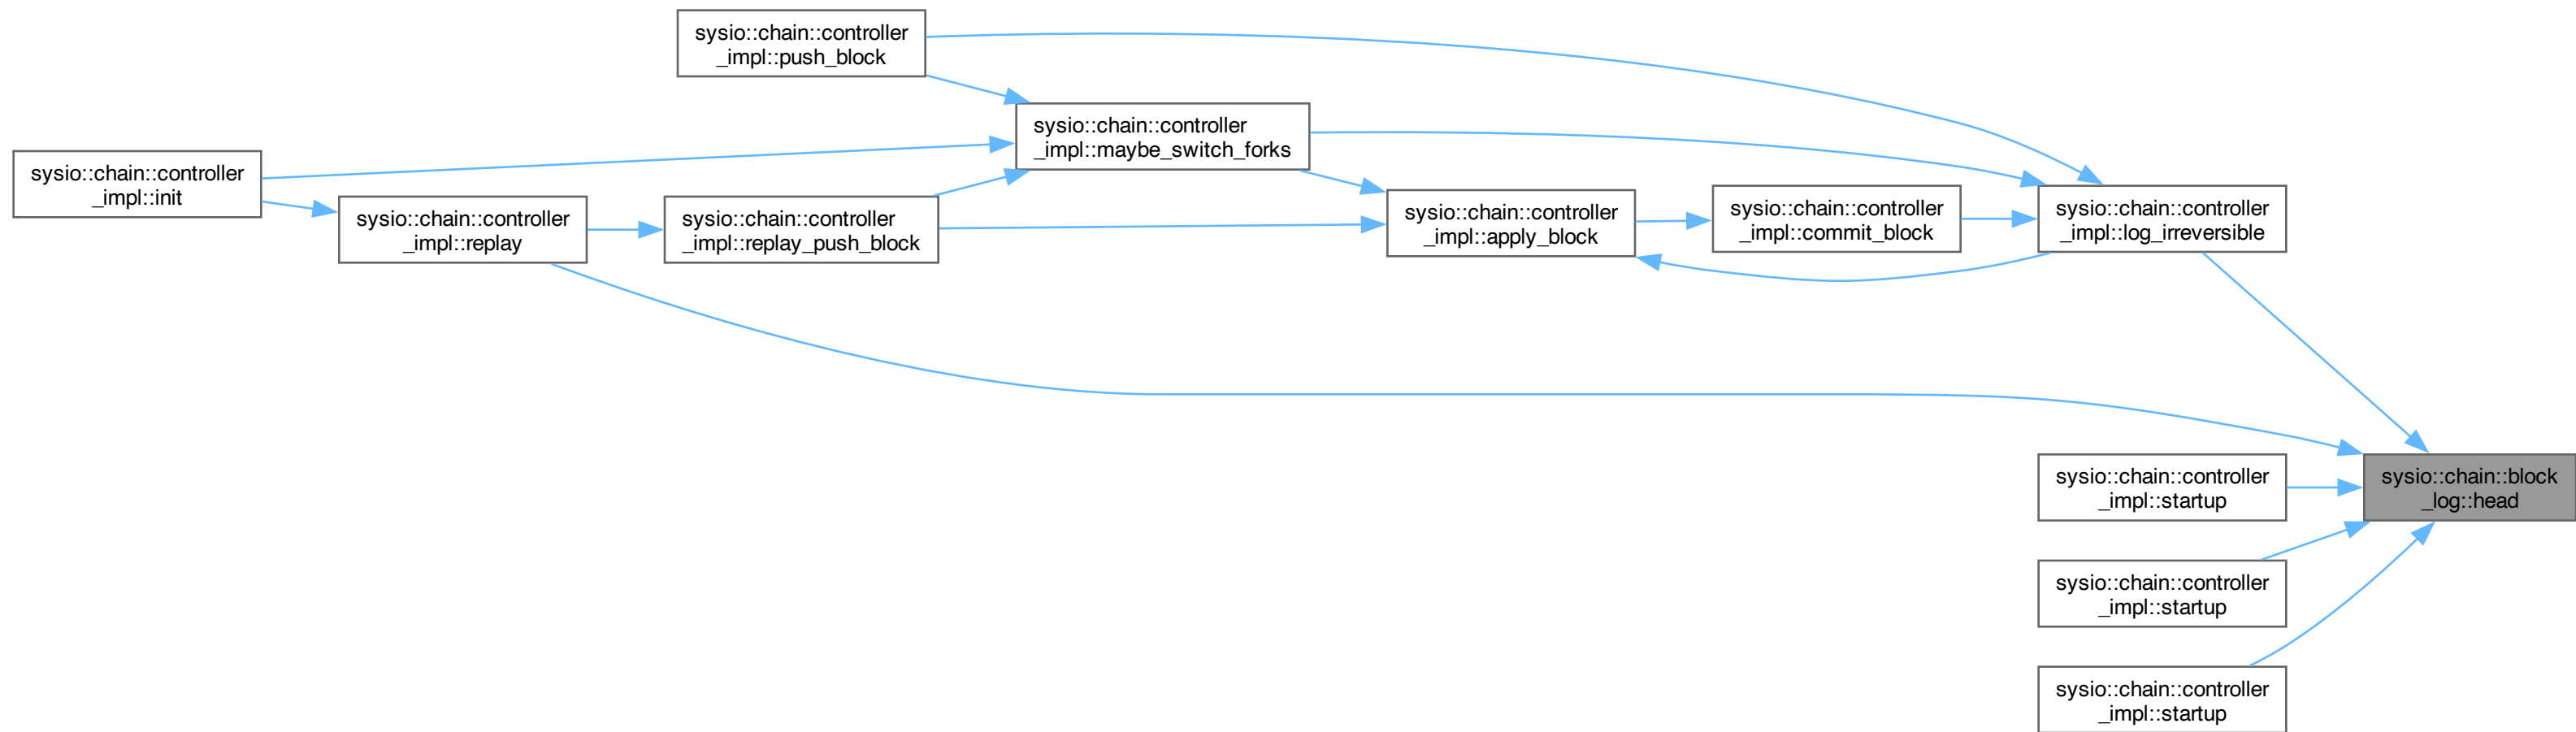 sysio::chain::controller
_impl::push_block
sysio::chain::controller
_impl::maybe_switch_forks
sysio::chain::controller
_impl::init
sysio::chain::controller
_impl::replay
sysio::chain::controller
_impl::replay_push_block
sysio::chain::controller
_impl::apply_block
sysio::chain::controller
_impl::commit_block
sysio::chain::controller
_impl::log_irreversible
sysio::chain::controller
_impl::startup
sysio::chain::block
_log::head
sysio::chain::controller
_impl::startup
sysio::chain::controller
_impl::startup